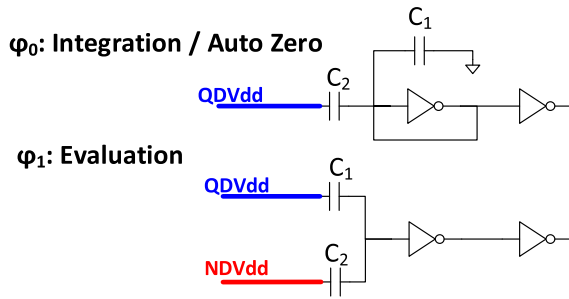 C₁
φ₀: Integration / Auto Zero
C₂
QDVdd
φ₁: Evaluation
QDVdd
C₁
C₂
NDVdd